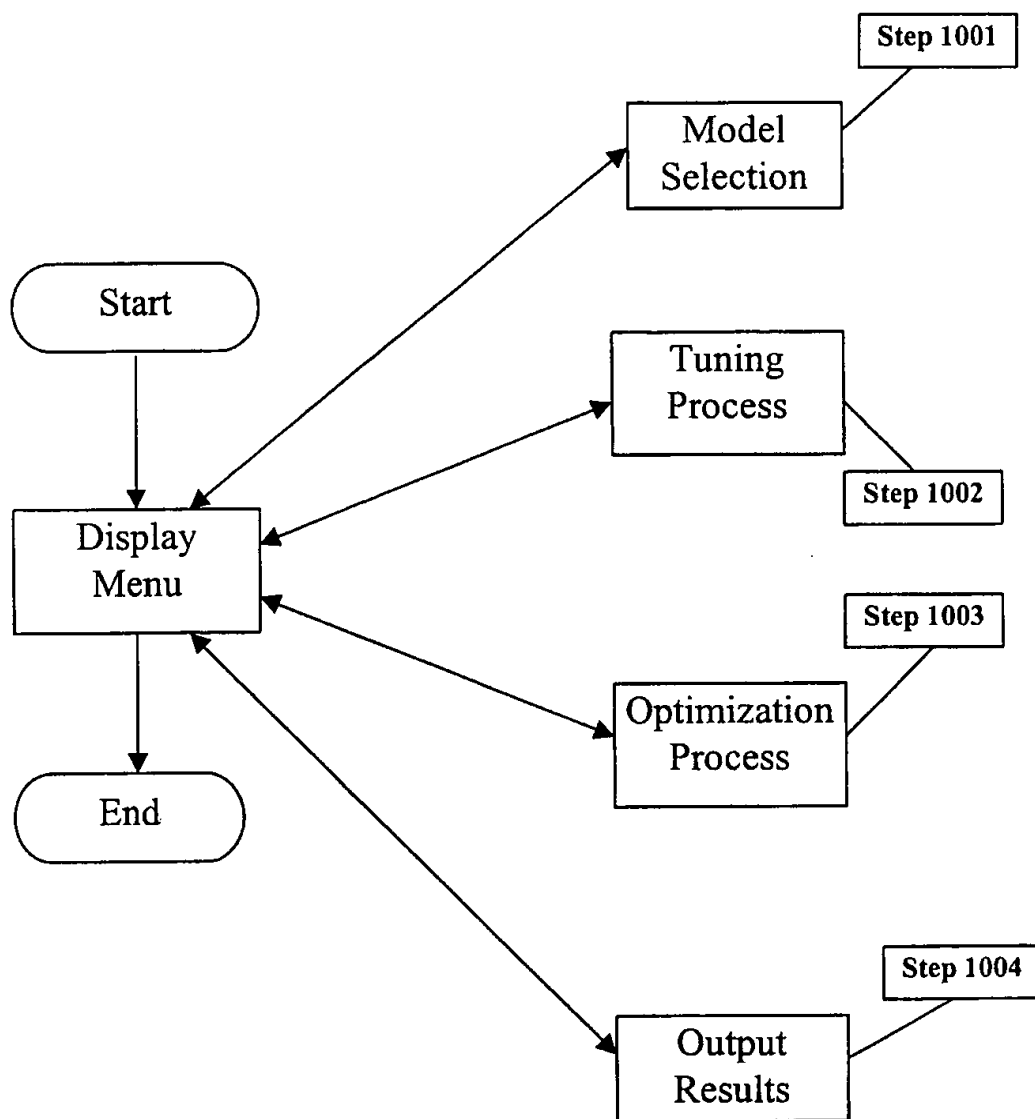 Step 1001
Model
Selection
Start
Tuning
Process
Step 1002
Display
Menu
Step 1003
Optimization
Process
End
Step 1004
Output
Results